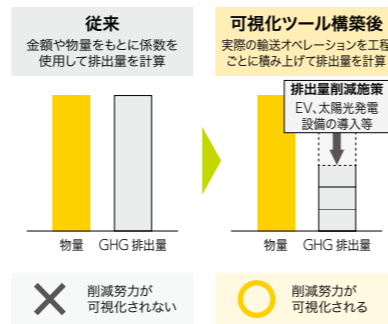 従来
金額や物量をもとに係数を
使用して排出量を計算
物量
GHG 排出量
削減努力が
可視化されない
可視化ツール構築後
実際の輸送オペレーションを工程
ごとに積み上げて排出量を計算
排出量削減施策
EV、太陽光発電
設備の導入等
物量
GHG 排出量
削減努力が
可視化される